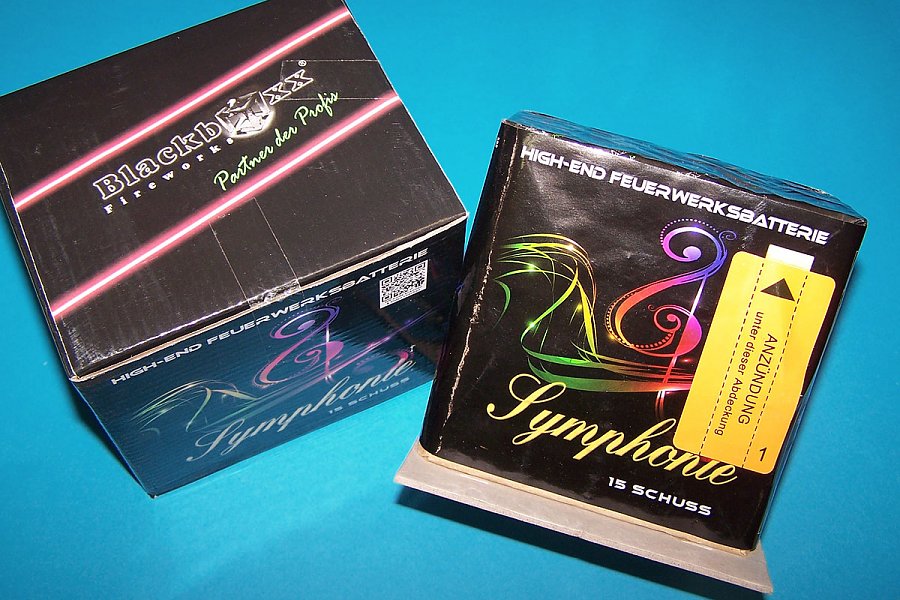 Blackboxx®
Fireworks
Partner der Profis
HIGH-END FEUERWERKSBATTERIE
Symphonie
15 SCHUSS
HIGH-END FEUERWERKSBATTERIE
Symphonie
15 SCHUSS
ANZÜNDUNG
unter dieser Abdeckung
1